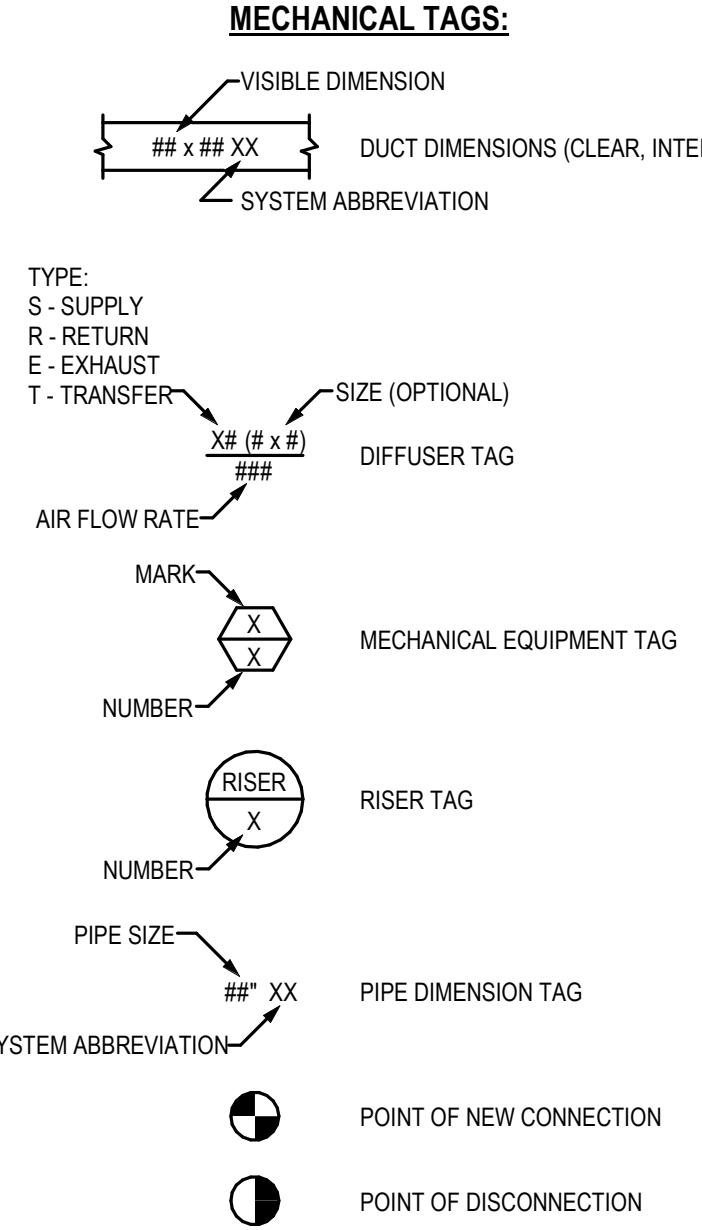 MECHANICAL TAGS:
VISIBLE DIMENSION
## x ## XX
DUCT DIMENSIONS (CLEAR,
SYSTEM ABBREVIATION
TYPE:
S - SUPPLY
R - RETURN
E - EXHAUST
T - TRANSFER
SIZE (OPTIONAL)
X# (# x #)
###
DIFFUSER TAG
AIR FLOW RATE
MARK
X
X
MECHANICAL EQUIPMENT TAG
NUMBER
RISER
X
RISER TAG
NUMBER
PIPE SIZE
##" XX
PIPE DIMENSION TAG
YSTEM ABBREVIATION
POINT OF NEW CONNECTION
POINT OF DISCONNECTION